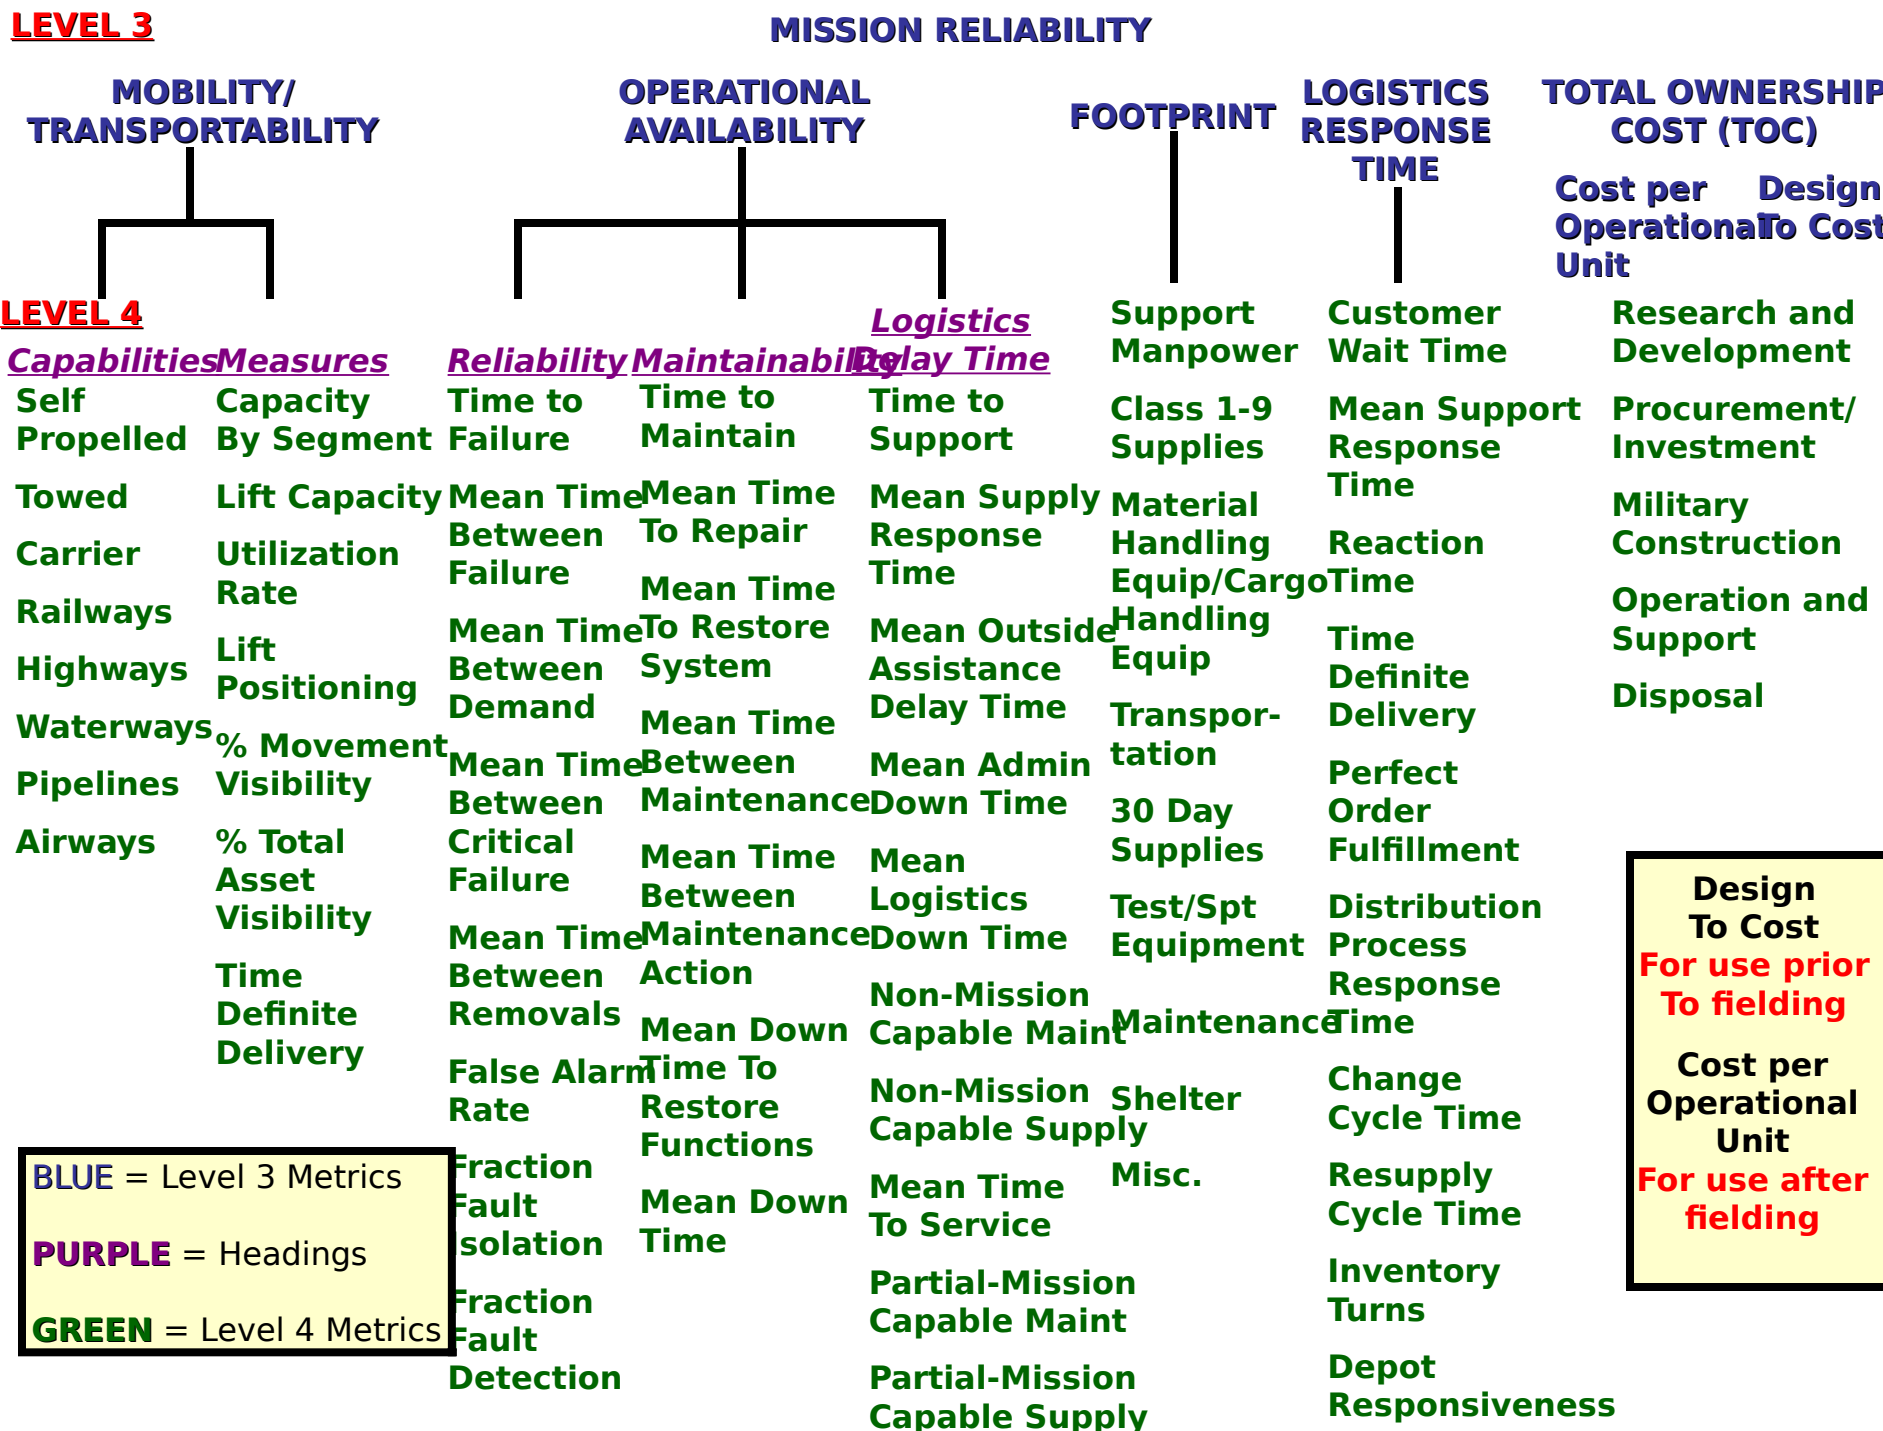 LEVEL 3
MISSION RELIABILITY
MOBILITY/
TRANSPORTABILITY
OPERATIONAL
AVAILABILITY
FOOTPRINT
LOGISTICS
RESPONSE
TIME
TOTAL OWNERSHIP
COST (TOC)
Cost per
Operational
Unit
Design
To Cost
LEVEL 4
Capabilities
Self
Propelled
Towed
Carrier
Railways
Highways
Waterways
Pipelines
Airways
Measures
Capacity
By Segment
Lift Capacity
Utilization
Rate
Lift
Positioning
% Movement
Visibility
% Total
Asset
Visibility
Time
Definite
Delivery
Reliability
Time to
Failure
Mean Time
Between
Failure
Mean Time
Between
Demand
Mean Time
Between
Critical
Failure
Mean Time
Between
Removals
False Alarm
Rate
Fraction
Fault
Isolation
Fraction
Fault
Detection
Maintainability
Time to
Maintain
Mean Time
To Repair
Mean Time
To Restore
System
Mean Time
Between
Maintenance
Mean Time
Between
Maintenance
Action
Mean Down
Time To
Restore
Functions
Mean Down
Time
Logistics
Delay Time
Time to
Support
Mean Supply
Response
Time
Mean Outside
Assistance
Delay Time
Mean Admin
Down Time
Mean
Logistics
Down Time
Non-Mission
Capable Maint
Non-Mission
Capable Supply
Mean Time
To Service
Partial-Mission
Capable Maint
Partial-Mission
Capable Supply
Support
Manpower
Class 1-9
Supplies
Material
Handling
Equip/Cargo
Handling
Equip
Transpor-
tation
30 Day
Supplies
Test/Spt
Equipment
Maintenance
Shelter
Misc.
Customer
Wait Time
Mean Support
Response
Time
Reaction
Time
Time
Definite
Delivery
Perfect
Order
Fulfillment
Distribution
Process
Response
Time
Change
Cycle Time
Resupply
Cycle Time
Inventory
Turns
Depot
Responsiveness
Research and
Development
Procurement/
Investment
Military
Construction
Operation and
Support
Disposal
Design
To Cost
For use prior
To fielding
Cost per
Operational
Unit
For use after
fielding
BLUE = Level 3 Metrics
PURPLE = Headings
GREEN = Level 4 Metrics